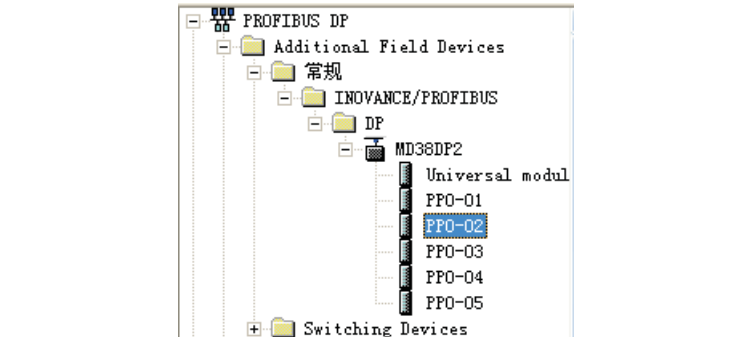 PROFIBUS DP
Additional Field Devices
常规
INOVANCE/PROFIBUS
DP
MD38DP2
Universal modul
PPO-01
PPO-02
PPO-03
PPO-04
PPO-05
Switching Devices